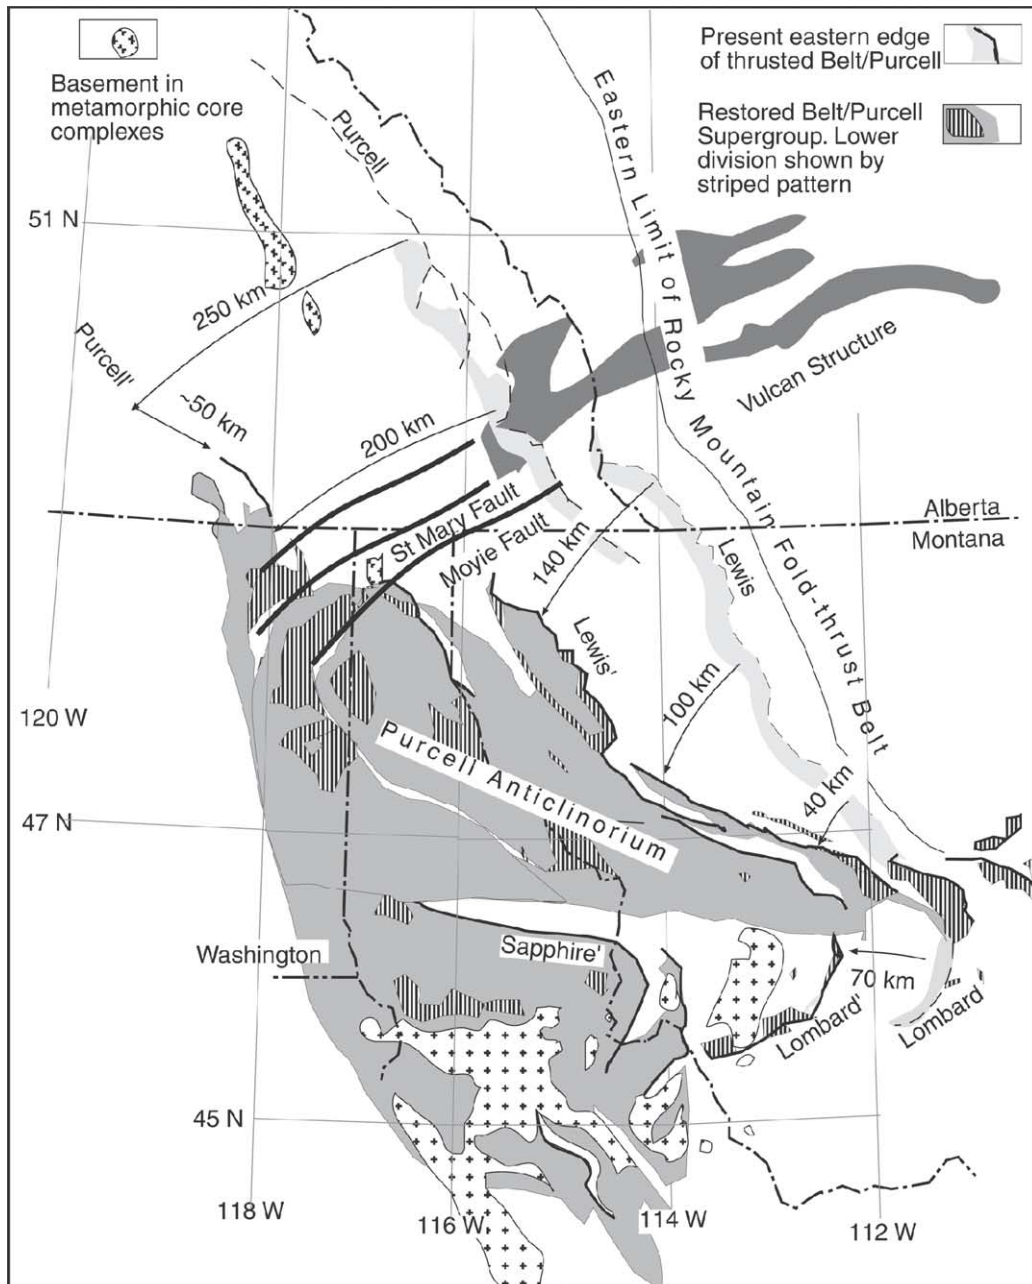 Basement in
metamorphic core
complexes
Present eastern edge
of thrusted Belt/Purcell
Restored Belt/Purcell
Supergroup. Lower
division shown by
striped pattern
Purcell
Eastern Limit of Rocky Mountain Fold-thrust Belt
51 N
250 km
Purcell'
~50 km
200 km
Vulcan Structure
St Mary Fault
Moyie Fault
Alberta
Montana
140 km
Lewis
Lewis'
100 km
120 W
Purcell Anticlinorium
40 km
47 N
Washington
Sapphire'
70 km
Lombard'
Lombard
45 N
118 W
116 W
114 W
112 W